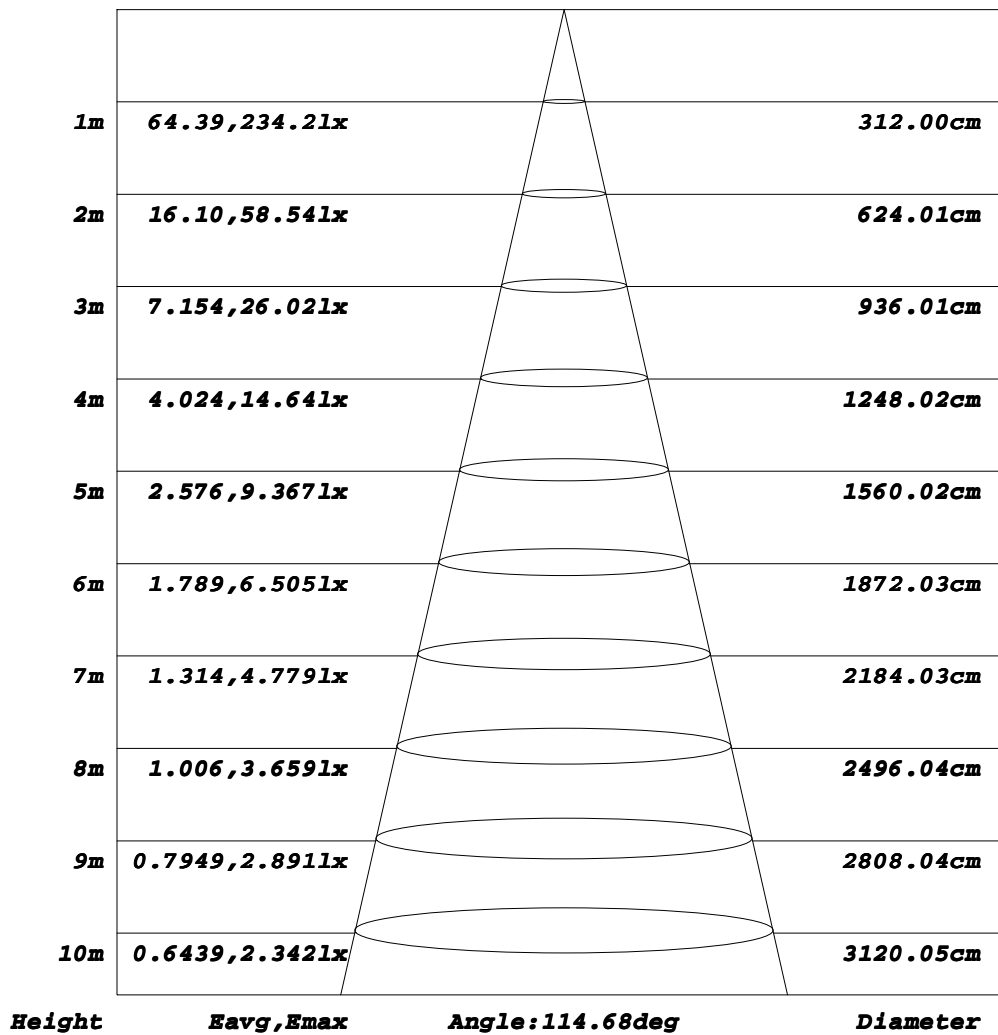 1m 64.39,234.2lx 312.00cm
2m 16.10,58.54lx 624.01cm
3m 7.154,26.02lx 936.01cm
4m 4.024,14.64lx 1248.02cm
5m 2.576,9.367lx 1560.02cm
6m 1.789,6.505lx 1872.03cm
7m 1.314,4.779lx 2184.03cm
8m 1.006,3.659lx 2496.04cm
9m 0.7949,2.891lx 2808.04cm
10m 0.6439,2.342lx 3120.05cm
Height Eavg,Emax Angle:114.68deg Diameter